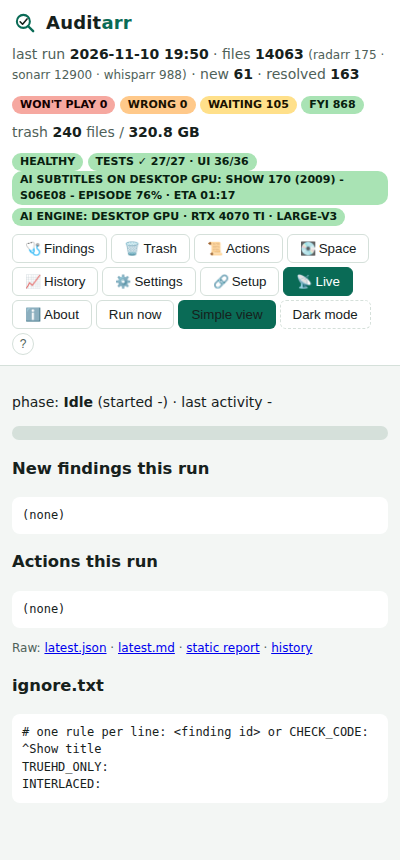 Auditarr
last run 2026-11-10 19:50 · files 14063 (radarr 175 ·
sonarr 12900 · whisparr 988) · new 61 · resolved 163
WON'T PLAY 0 WRONG 0 WAITING 105 FYI 868
trash 240 files / 320.8 GB
HEALTHY TESTS ✓ 27/27 · UI 36/36
AI SUBTITLES ON DESKTOP GPU: SHOW 170 (2009) -
S06E08 - EPISODE 76% · ETA 01:17
AI ENGINE: DESKTOP GPU · RTX 4070 TI · LARGE-V3
🩺 Findings 🗑️ Trash 📜 Actions 💽 Space
📈 History ⚙️ Settings 🔗 Setup 📡 Live
ℹ️ About Run now Simple view Dark mode
?
phase: Idle (started -) · last activity -
New findings this run
(none)
Actions this run
(none)
Raw: latest.json · latest.md · static report · history
ignore.txt
# one rule per line: <finding id> or CHECK_CODE:
^Show title
TRUEHD_ONLY:
INTERLACED: